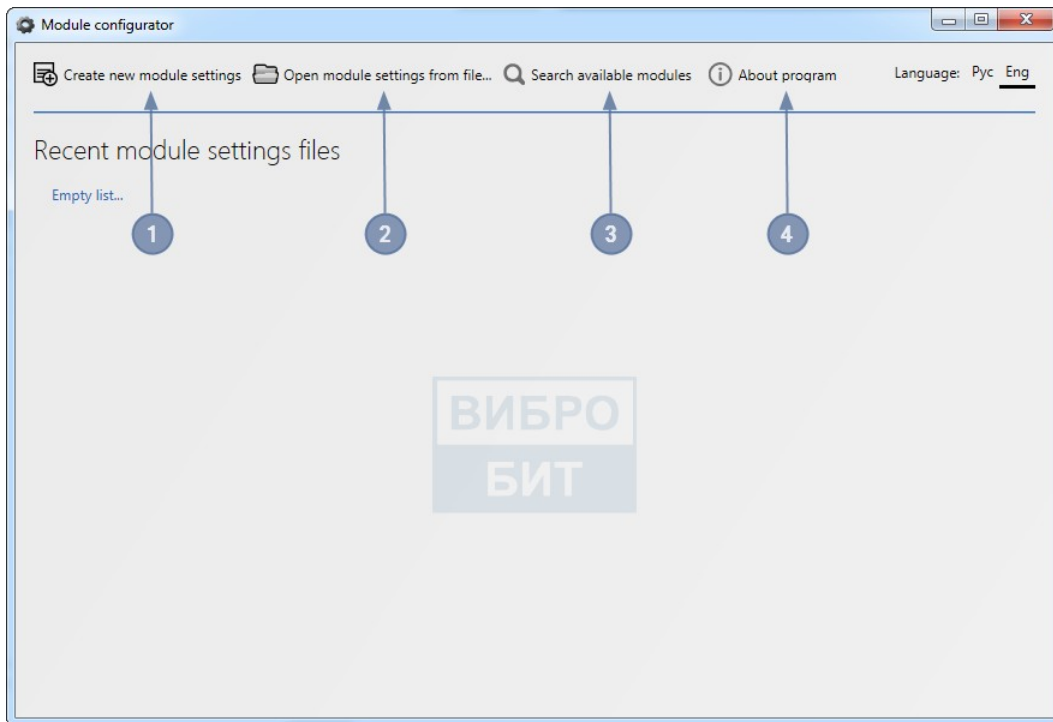 Module configurator
Create new module settings Open module settings from file... Search available modules About program Language: Рус Eng
Recent module settings files
Empty list...
1 2 3 4
ВИБРО
БИТ